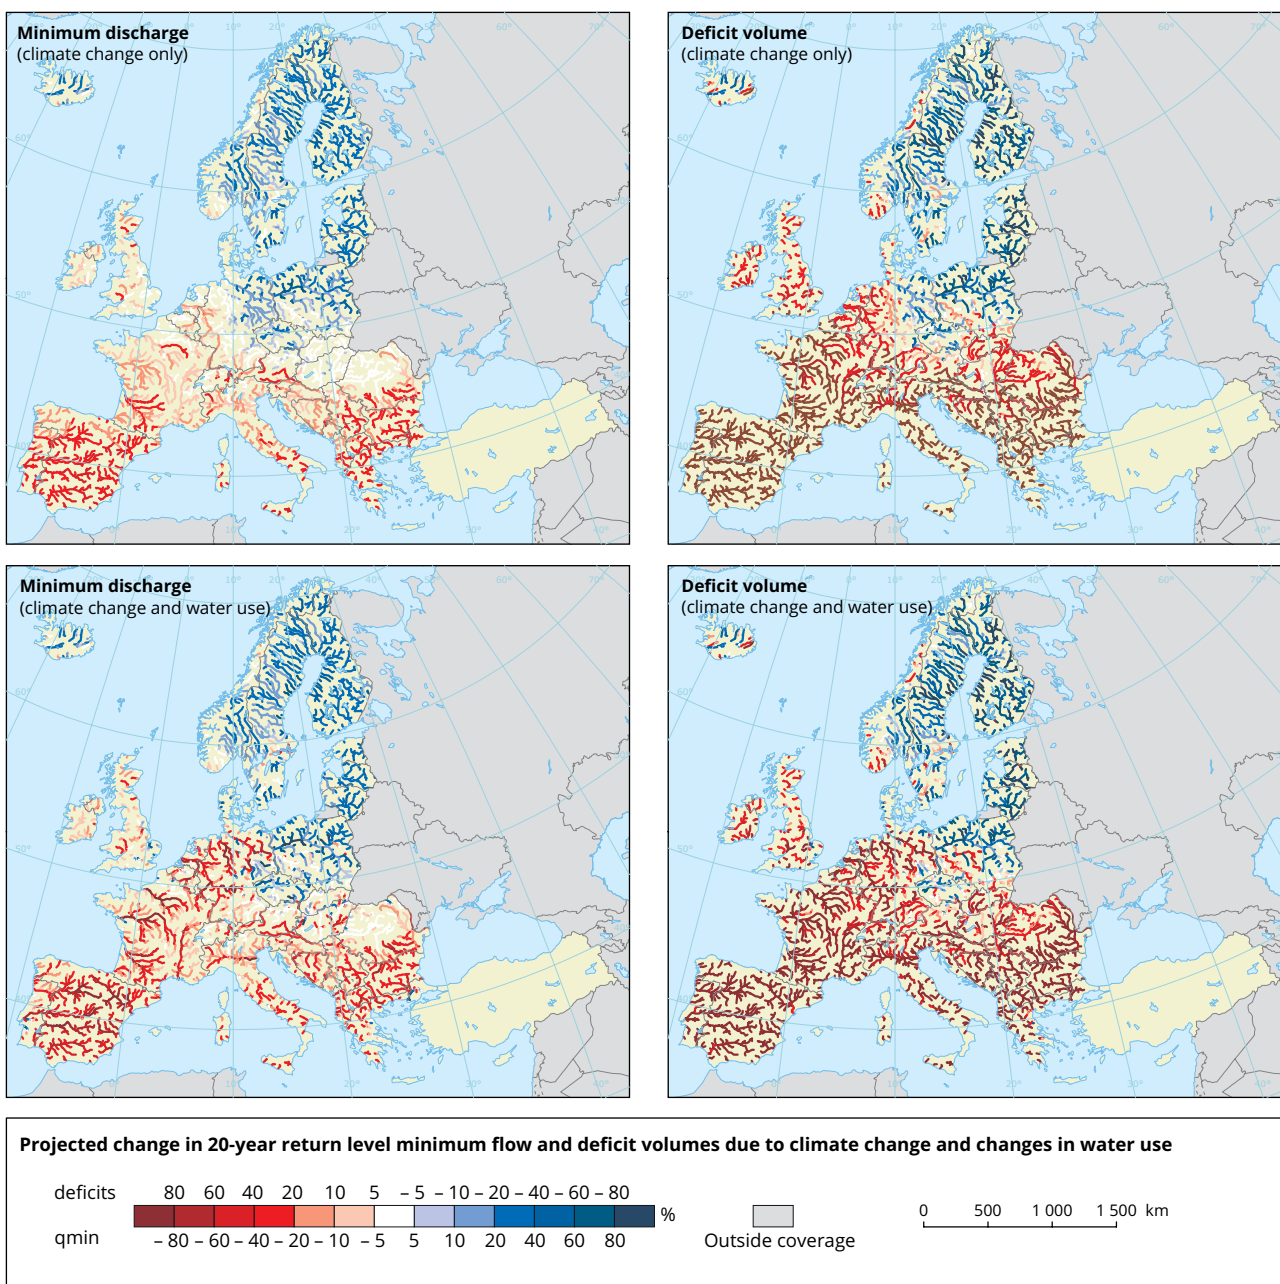 Minimum discharge
(climate change only)
Deficit volume
(climate change only)
Minimum discharge
(climate change and water use)
Deficit volume
(climate change and water use)
Projected change in 20-year return level minimum flow and deficit volumes due to climate change and changes in water use
deficits 80 60 40 20 10 5 – 5 – 10 – 20 – 40 – 60 – 80
%
qmin – 80 – 60 – 40 – 20 – 10 – 5 5 10 20 40 60 80
Outside coverage
0 500 1 000 1 500 km